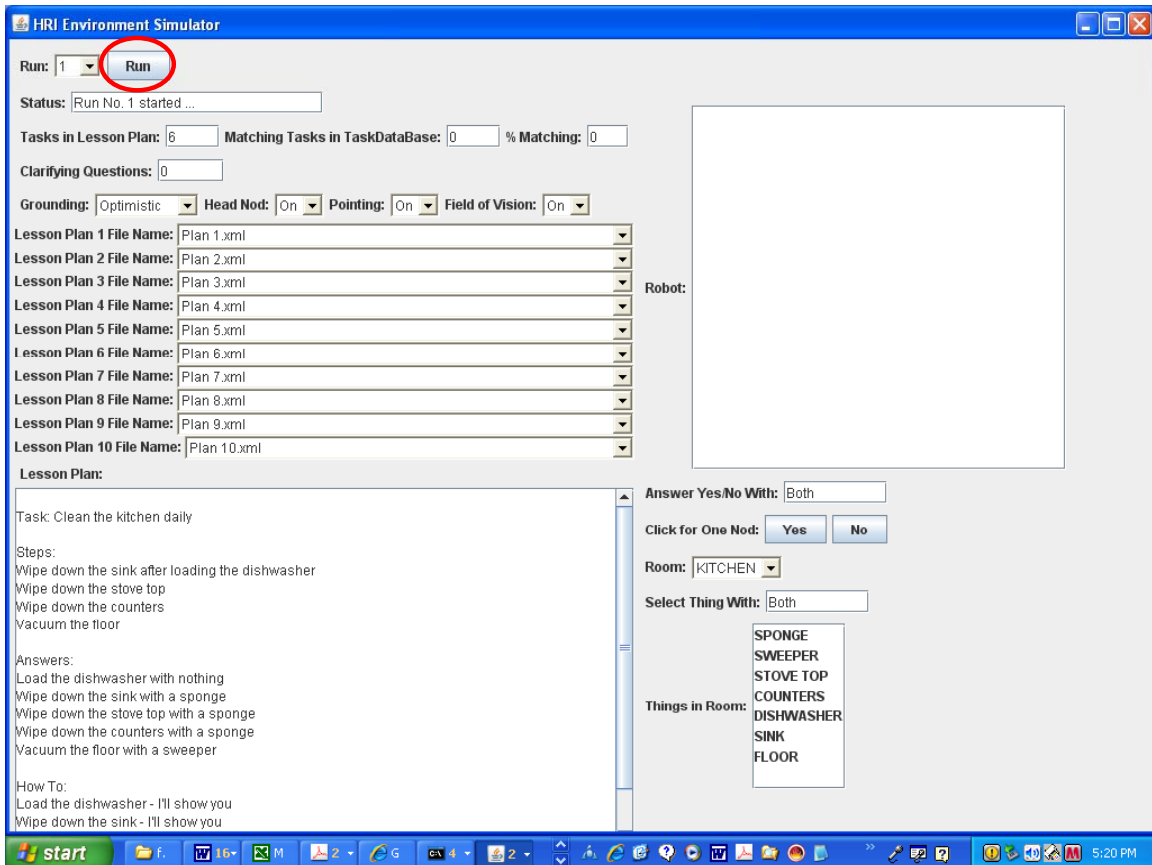 HRI Environment Simulator
Run: 1 Run
Status: Run No. 1 started ...
Tasks in Lesson Plan: 6 Matching Tasks in TaskDataBase: 0 % Matching: 0
Clarifying Questions: 0
Grounding: Optimistic Head Nod: On Pointing: On Field of Vision: On
Lesson Plan 1 File Name: Plan 1.xml
Lesson Plan 2 File Name: Plan 2.xml
Lesson Plan 3 File Name: Plan 3.xml
Lesson Plan 4 File Name: Plan 4.xml
Lesson Plan 5 File Name: Plan 5.xml
Lesson Plan 6 File Name: Plan 6.xml
Lesson Plan 7 File Name: Plan 7.xml
Lesson Plan 8 File Name: Plan 8.xml
Lesson Plan 9 File Name: Plan 9.xml
Lesson Plan 10 File Name: Plan 10.xml
Lesson Plan:
Task: Clean the kitchen daily
Steps:
Wipe down the sink after loading the dishwasher
Wipe down the stove top
Wipe down the counters
Vacuum the floor
Answers:
Load the dishwasher with nothing
Wipe down the sink with a sponge
Wipe down the stove top with a sponge
Wipe down the counters with a sponge
Vacuum the floor with a sweeper
How To:
Load the dishwasher - I'll show you
Wipe down the sink - I'll show you
Robot:
Answer Yes/No With: Both
Click for One Nod: Yes No
Room: KITCHEN
Select Thing With: Both
Things in Room:
SPONGE
SWEEPER
STOVE TOP
COUNTERS
DISHWASHER
SINK
FLOOR
start f. 16 M 2 G 4 2 5:20 PM